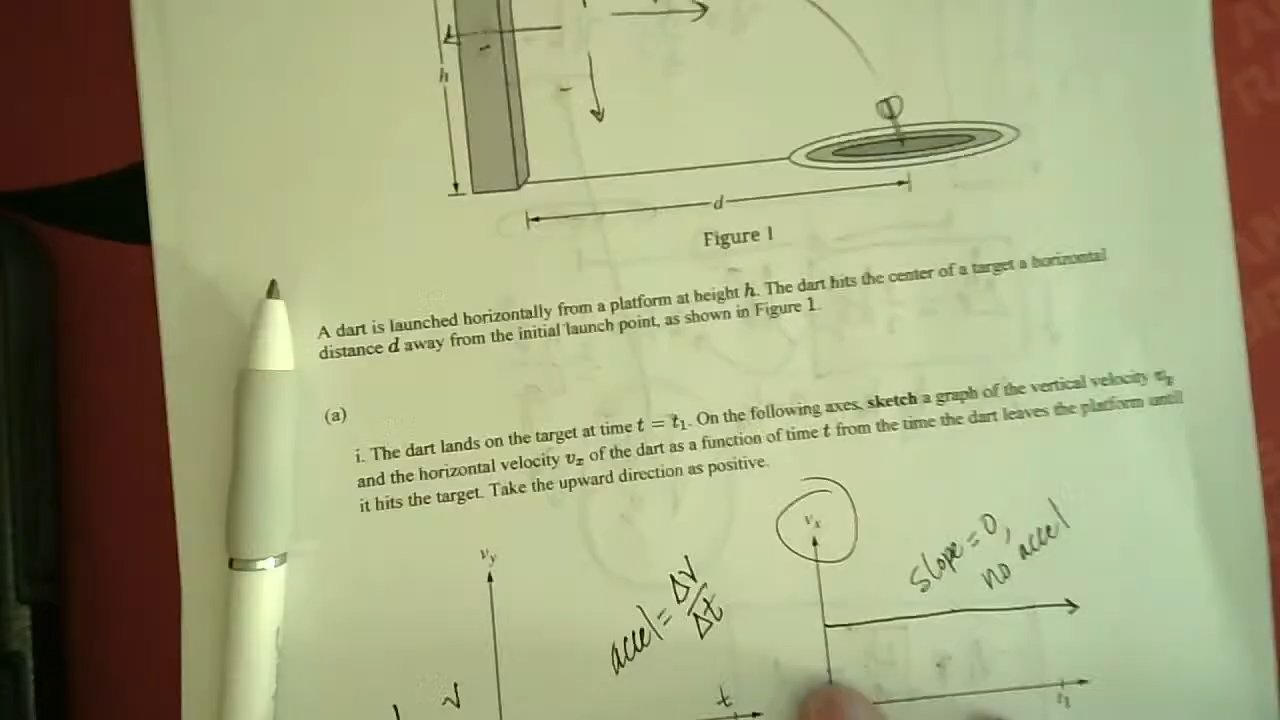 h
d
Figure 1
A dart is launched horizontally from a platform at height h. The dart hits the center of a target a horizontal
distance d away from the initial launch point, as shown in Figure 1.
(a)
i. The dart lands on the target at time t = t₁. On the following axes, sketch a graph of the vertical velocity v_y
and the horizontal velocity vₓ of the dart as a function of time t from the time the dart leaves the platform until
it hits the target. Take the upward direction as positive.
v_y
accel = Δv/Δt
t
vₓ
slope = 0,
no accel
t₁